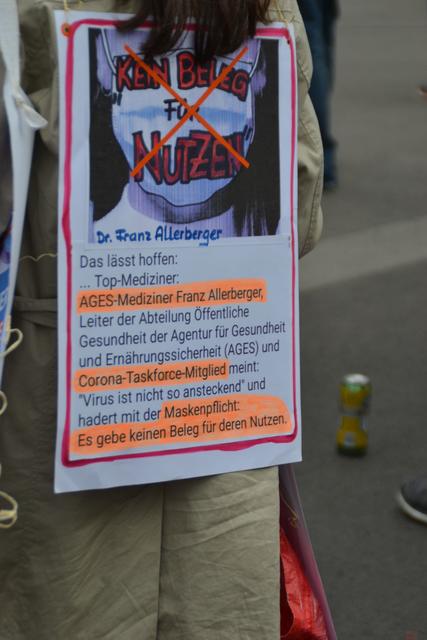 "KEIN BELEG
FÜR
NUTZEN"
Dr. Franz Allerberger
Das lässt hoffen:
... Top-Mediziner:
AGES-Mediziner Franz Allerberger,
Leiter der Abteilung Öffentliche
Gesundheit der Agentur für Gesundheit
und Ernährungssicherheit (AGES) und
Corona-Taskforce-Mitglied meint:
"Virus ist nicht so ansteckend" und
hadert mit der Maskenpflicht:
Es gebe keinen Beleg für deren Nutzen.